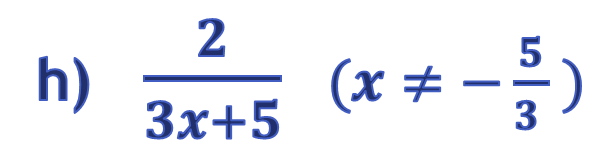 h) 2/(3x+5) (x ≠ − 5/3)